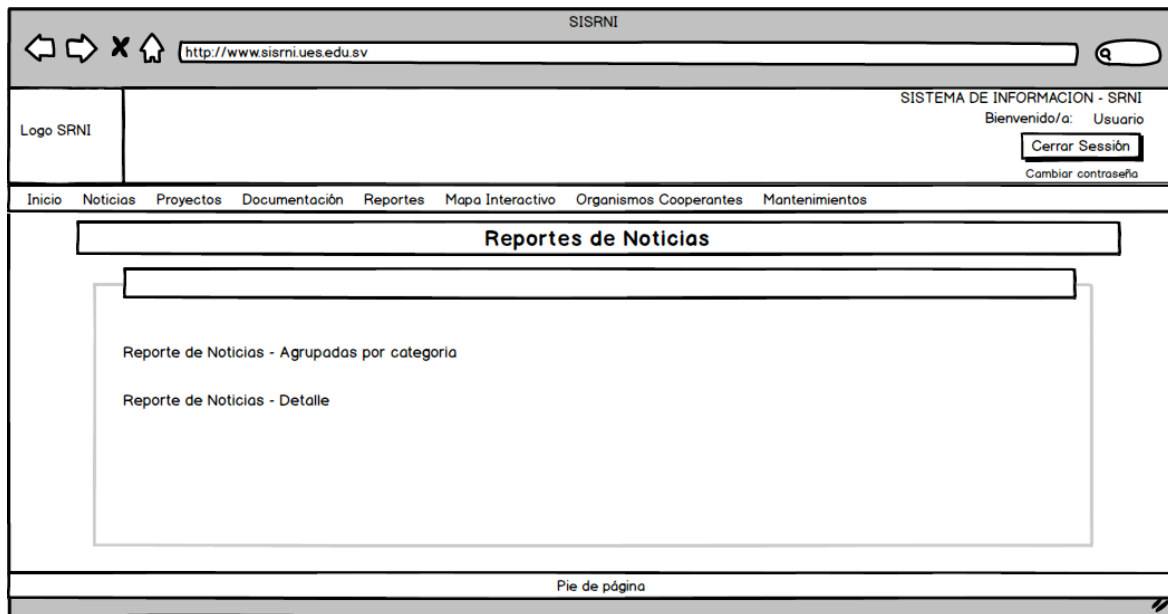 SISRNI
http://www.sisrni.ues.edu.sv
SISTEMA DE INFORMACION - SRNI
Logo SRNI
Bienvenido/a: Usuario
Cerrar Sessión
Cambiar contraseña
Inicio Noticias Proyectos Documentación Reportes Mapa Interactivo Organismos Cooperantes Mantenimientos
Reportes de Noticias
Reporte de Noticias - Agrupadas por categoria
Reporte de Noticias - Detalle
Pie de página